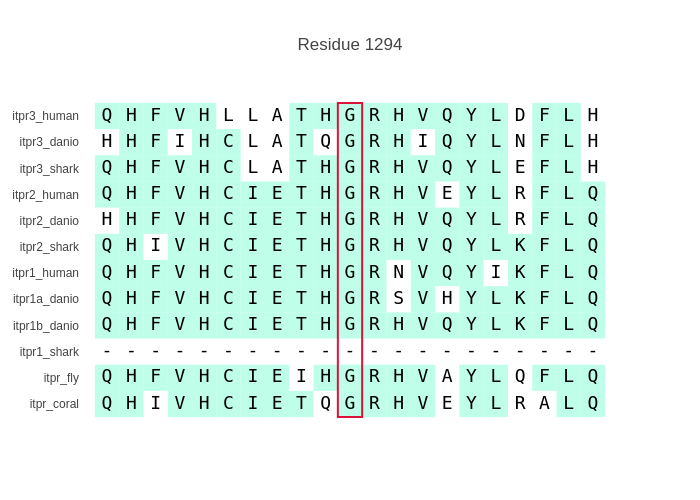 Residue 1294
itpr3_human Q H F V H L L A T H G R H V Q Y L D F L H
itpr3_danio H H F I H C L A T Q G R H I Q Y L N F L H
itpr3_shark Q H F V H C L A T H G R H V Q Y L E F L H
itpr2_human Q H F V H C I E T H G R H V E Y L R F L Q
itpr2_danio H H F V H C I E T H G R H V Q Y L R F L Q
itpr2_shark Q H I V H C I E T H G R H V Q Y L K F L Q
itpr1_human Q H F V H C I E T H G R N V Q Y I K F L Q
itpr1a_danio Q H F V H C I E T H G R S V H Y L K F L Q
itpr1b_danio Q H F V H C I E T H G R H V Q Y L K F L Q
itpr1_shark - - - - - - - - - - - - - - - - - - - - -
itpr_fly Q H F V H C I E I H G R H V A Y L Q F L Q
itpr_coral Q H I V H C I E T Q G R H V E Y L R A L Q